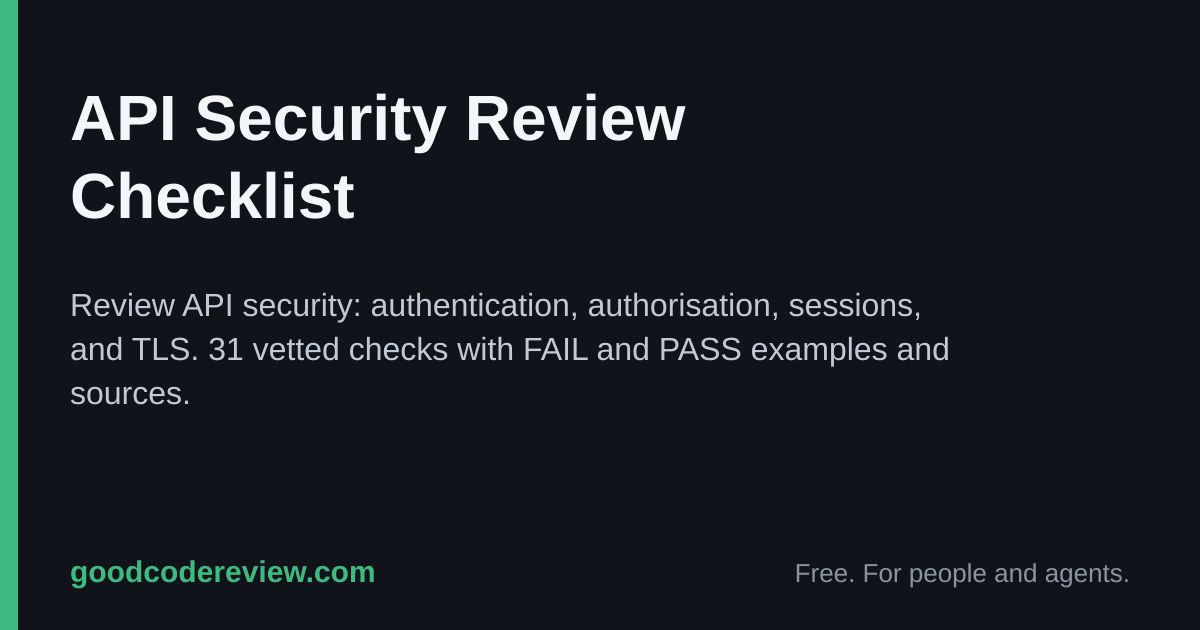 API Security Review
Checklist
Review API security: authentication, authorisation, sessions,
and TLS. 31 vetted checks with FAIL and PASS examples and
sources.
goodcodereview.com
Free. For people and agents.